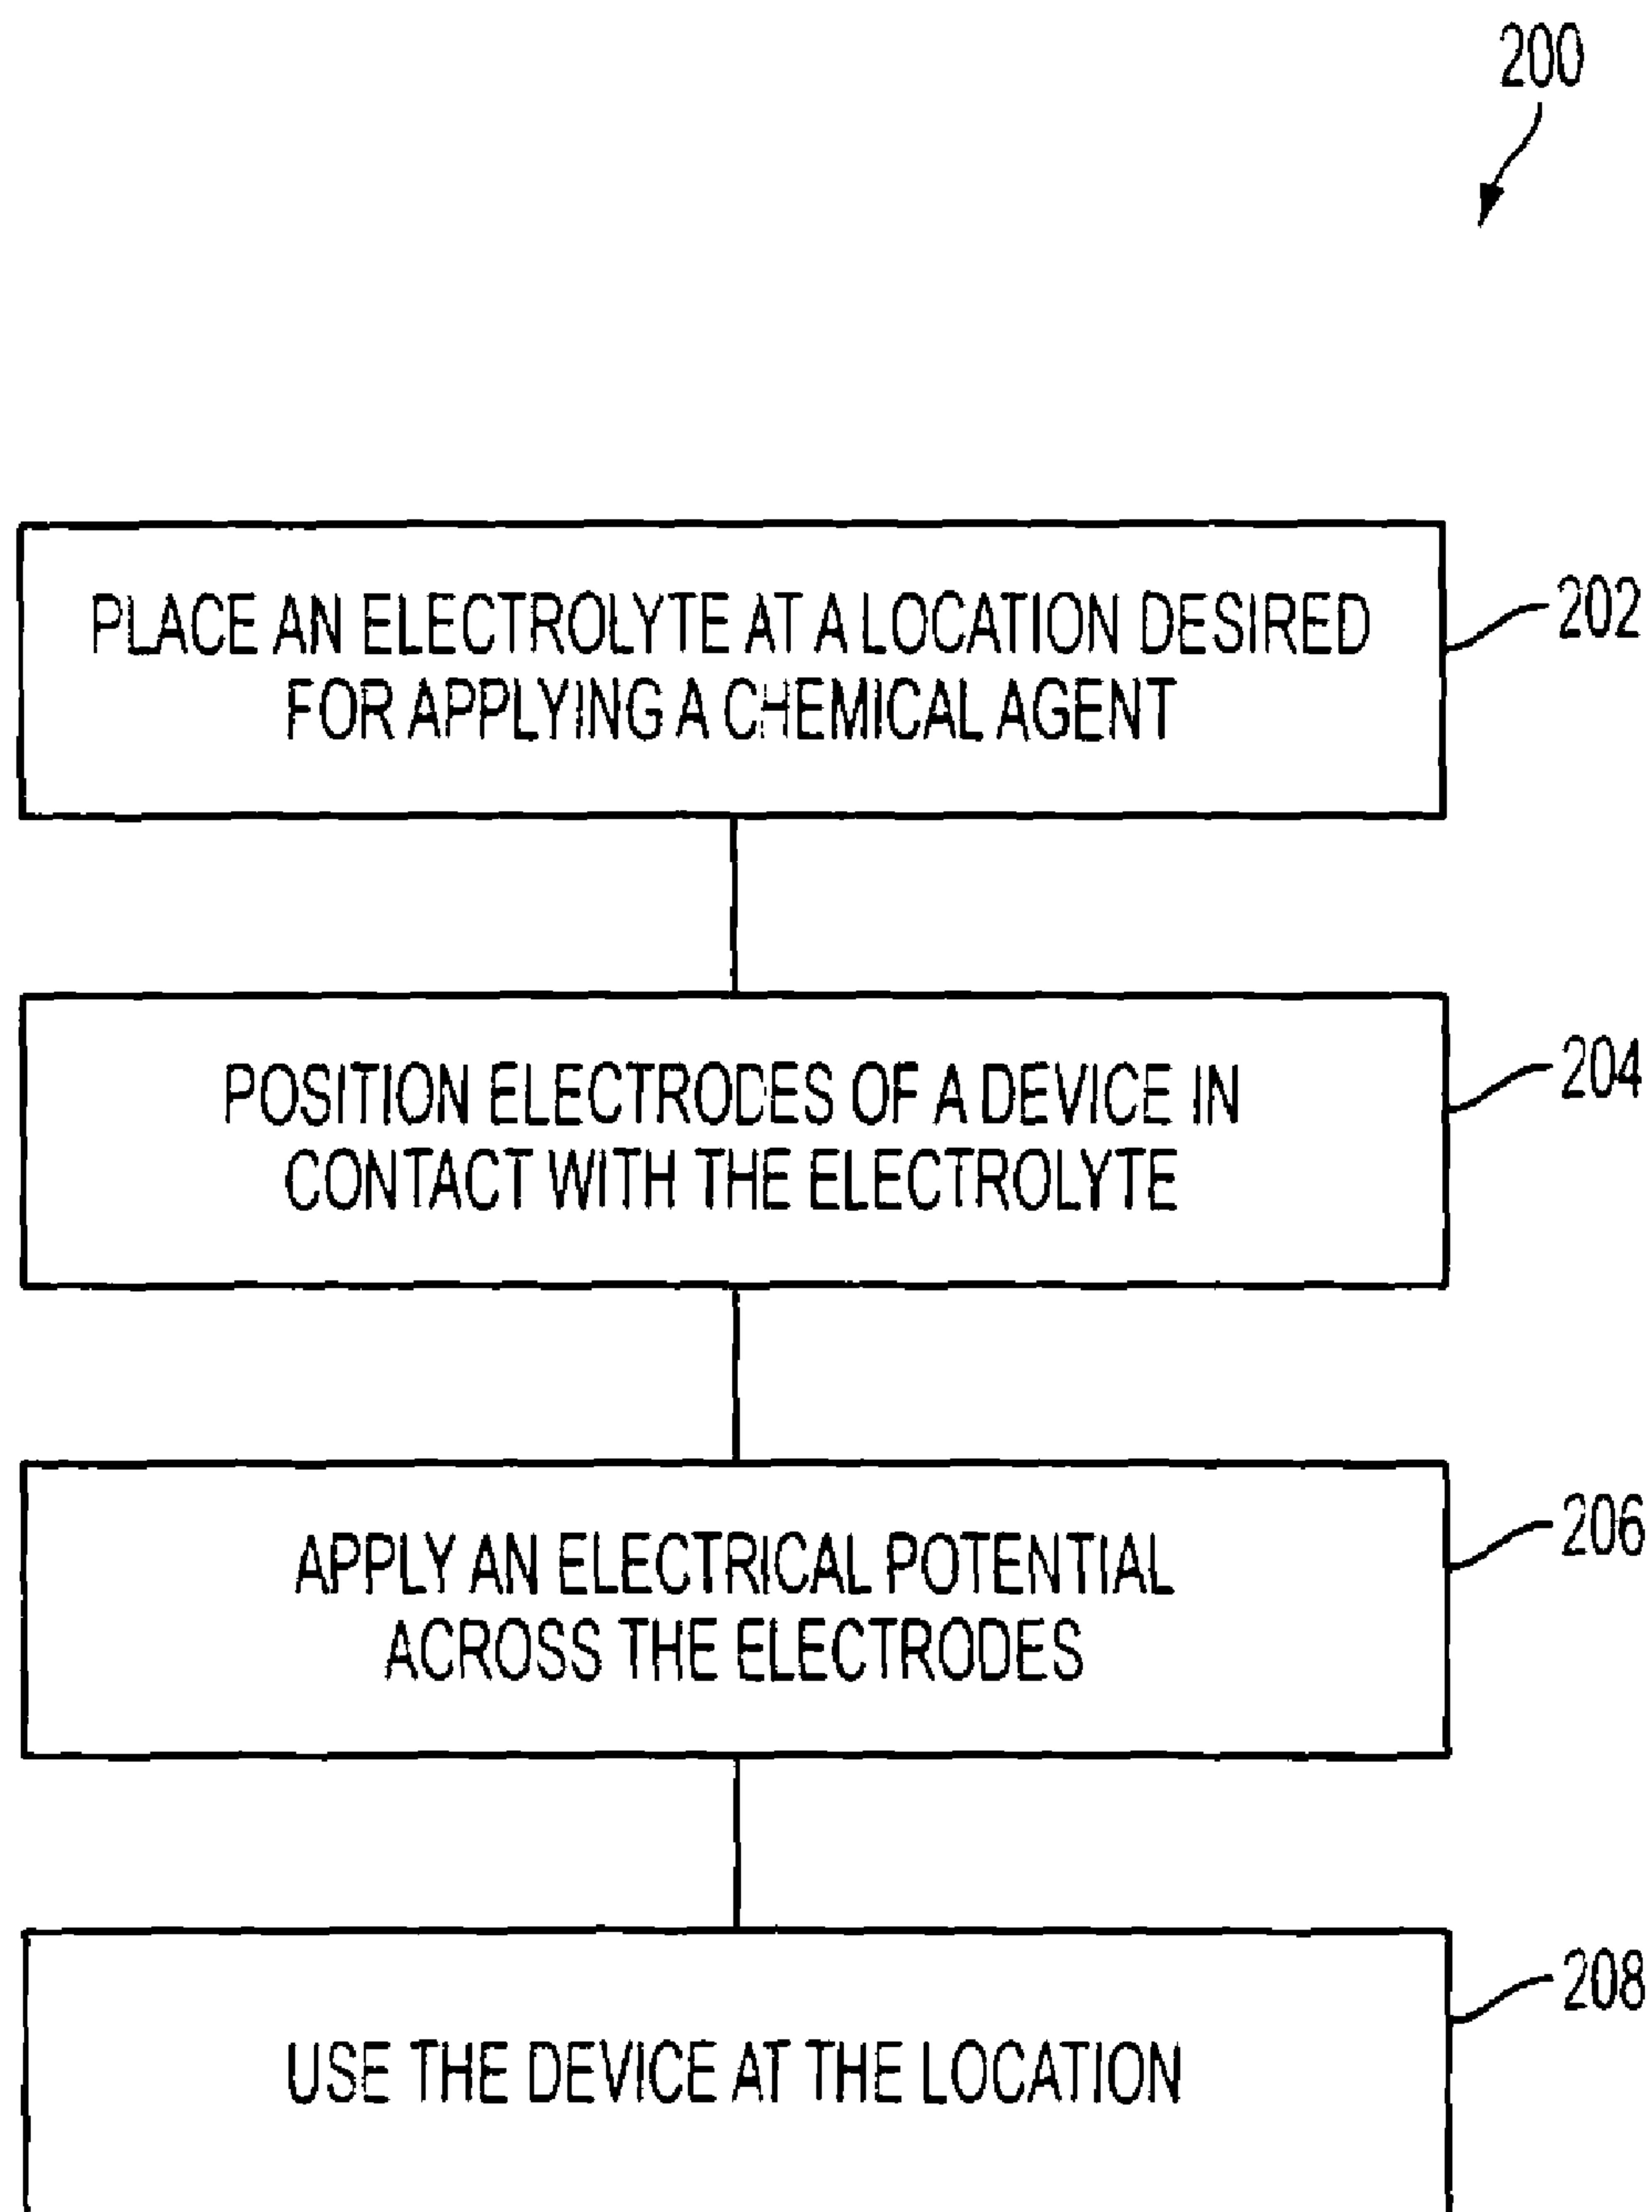 200
PLACE AN ELECTROLYTE AT A LOCATION DESIRED
FOR APPLYING A CHEMICAL AGENT
202
POSITION ELECTRODES OF A DEVICE IN
CONTACT WITH THE ELECTROLYTE
204
APPLY AN ELECTRICAL POTENTIAL
ACROSS THE ELECTRODES
206
USE THE DEVICE AT THE LOCATION
208